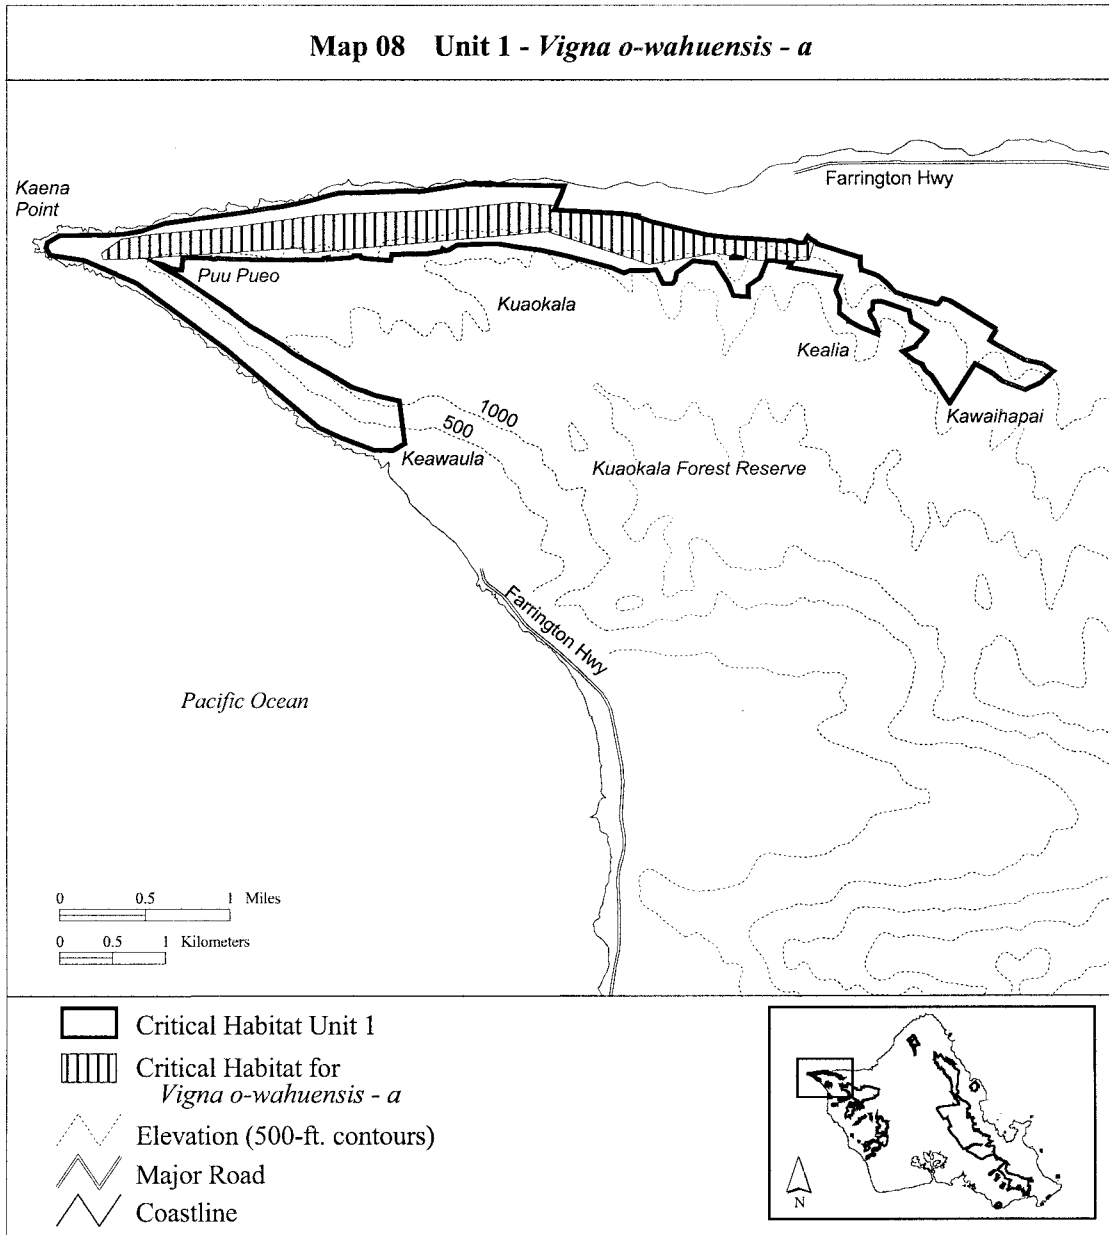 Map 08 Unit 1 - Vigna o-wahuensis - a
Kaena
Point
Farrington Hwy
Puu Pueo
Kuaokala
Kealia
Kawaihapai
1000
500
Keawaula
Kuaokala Forest Reserve
Farrington Hwy
Pacific Ocean
0 0.5 1 Miles
0 0.5 1 Kilometers
Critical Habitat Unit 1
Critical Habitat for
Vigna o-wahuensis - a
Elevation (500-ft. contours)
Major Road
Coastline
N